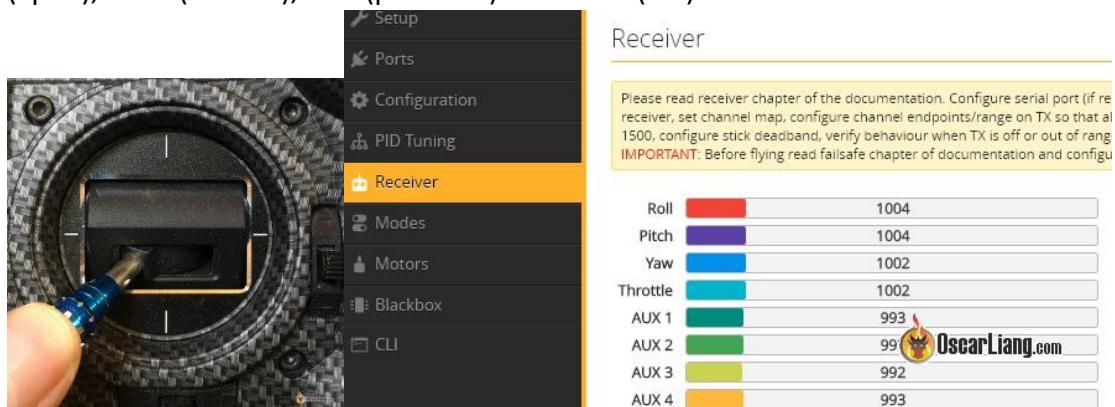 Setup
Ports
Configuration
PID Tuning
Receiver
Modes
Motors
Blackbox
CLI
Receiver
Please read receiver chapter of the documentation. Configure serial port (if re
receiver, set channel map, configure channel endpoints/range on TX so that al
1500, configure stick deadband, verify behaviour when TX is off or out of rang
IMPORTANT: Before flying read failsafe chapter of documentation and configu
Roll 1004
Pitch 1004
Yaw 1002
Throttle 1002
AUX 1 993
AUX 2
OscarLiang.com
AUX 3 992
AUX 4 993